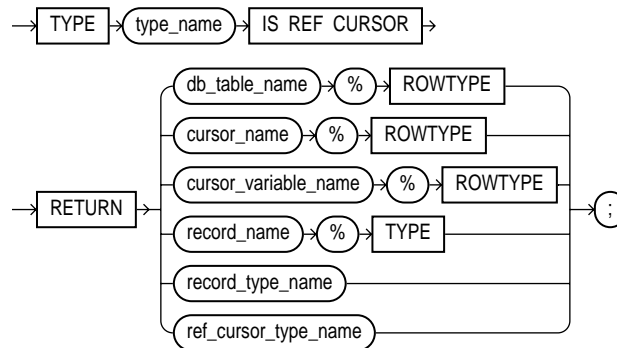 TYPE type_name IS REF CURSOR
db_table_name % ROWTYPE
cursor_name % ROWTYPE
cursor_variable_name % ROWTYPE
RETURN ;
record_name % TYPE
record_type_name
ref_cursor_type_name